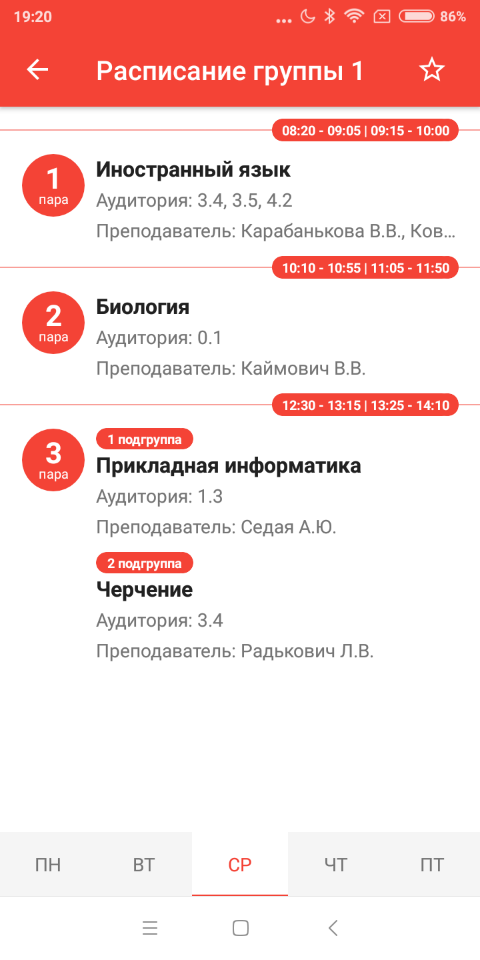 19:20
86%
Расписание группы 1
08:20 - 09:05 | 09:15 - 10:00
1
пара
Иностранный язык
Аудитория: 3.4, 3.5, 4.2
Преподаватель: Карабанькова В.В., Ков...
10:10 - 10:55 | 11:05 - 11:50
2
пара
Биология
Аудитория: 0.1
Преподаватель: Каймович В.В.
12:30 - 13:15 | 13:25 - 14:10
3
пара
1 подгруппа
Прикладная информатика
Аудитория: 1.3
Преподаватель: Седая А.Ю.
2 подгруппа
Черчение
Аудитория: 3.4
Преподаватель: Радькович Л.В.
ПН ВТ СР ЧТ ПТ